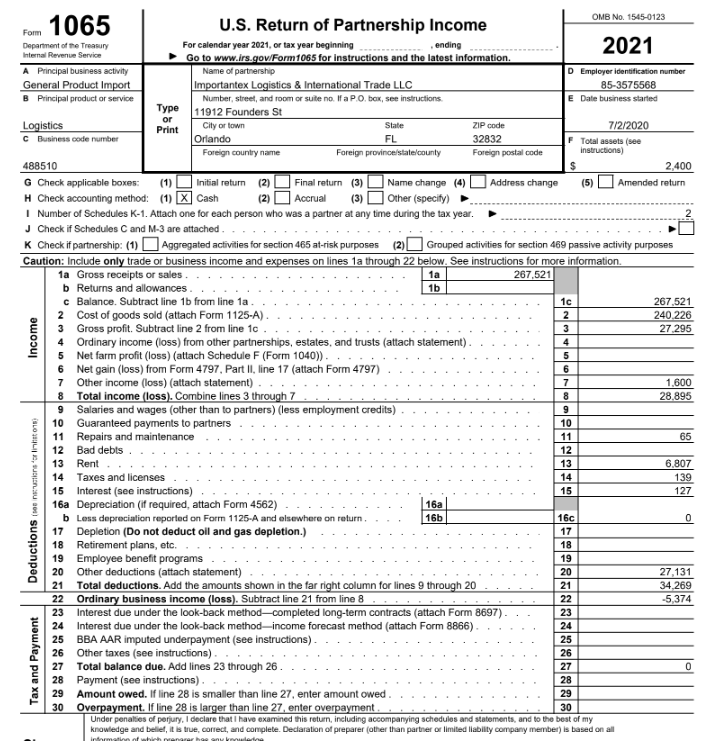 Form 1065
U.S. Return of Partnership Income
OMB No. 1545-0123
Department of the Treasury
Internal Revenue Service
For calendar year 2021, or tax year beginning , ending .
► Go to www.irs.gov/Form1065 for instructions and the latest information.
2021
A Principal business activity
General Product Import
B Principal product or service
Logistics
C Business code number
488510
Type
or
Print
Name of partnership
Importantex Logistics & International Trade LLC
Number, street, and room or suite no. If a P.O. box, see instructions.
11912 Founders St
City or town State ZIP code
Orlando FL 32832
Foreign country name Foreign province/state/county Foreign postal code
D Employer identification number
85-3575568
E Date business started
7/2/2020
F Total assets (see
instructions)
$ 2,400
G Check applicable boxes: (1) Initial return (2) Final return (3) Name change (4) Address change (5) Amended return
H Check accounting method: (1) X Cash (2) Accrual (3) Other (specify) ►
I Number of Schedules K-1. Attach one for each person who was a partner at any time during the tax year. ► 2
J Check if Schedules C and M-3 are attached ►
K Check if partnership: (1) Aggregated activities for section 465 at-risk purposes (2) Grouped activities for section 469 passive activity purposes
Caution: Include only trade or business income and expenses on lines 1a through 22 below. See instructions for more information.
Income
1a Gross receipts or sales 1a 267,521
b Returns and allowances 1b
c Balance. Subtract line 1b from line 1a 1c 267,521
2 Cost of goods sold (attach Form 1125-A) 2 240,226
3 Gross profit. Subtract line 2 from line 1c 3 27,295
4 Ordinary income (loss) from other partnerships, estates, and trusts (attach statement) 4
5 Net farm profit (loss) (attach Schedule F (Form 1040)) 5
6 Net gain (loss) from Form 4797, Part II, line 17 (attach Form 4797) 6
7 Other income (loss) (attach statement) 7 1,600
8 Total income (loss). Combine lines 3 through 7 8 28,895
Deductions (see instructions for limitations)
9 Salaries and wages (other than to partners) (less employment credits) 9
10 Guaranteed payments to partners 10
11 Repairs and maintenance 11 65
12 Bad debts 12
13 Rent 13 6,807
14 Taxes and licenses 14 139
15 Interest (see instructions) 15 127
16a Depreciation (if required, attach Form 4562) 16a
b Less depreciation reported on Form 1125-A and elsewhere on return 16b 16c 0
17 Depletion (Do not deduct oil and gas depletion.) 17
18 Retirement plans, etc. 18
19 Employee benefit programs 19
20 Other deductions (attach statement) 20 27,131
21 Total deductions. Add the amounts shown in the far right column for lines 9 through 20 21 34,269
22 Ordinary business income (loss). Subtract line 21 from line 8 22 -5,374
Tax and Payment
23 Interest due under the look-back method—completed long-term contracts (attach Form 8697) 23
24 Interest due under the look-back method—income forecast method (attach Form 8866) 24
25 BBA AAR imputed underpayment (see instructions) 25
26 Other taxes (see instructions) 26
27 Total balance due. Add lines 23 through 26 27 0
28 Payment (see instructions) 28
29 Amount owed. If line 28 is smaller than line 27, enter amount owed 29
30 Overpayment. If line 28 is larger than line 27, enter overpayment 30
Under penalties of perjury, I declare that I have examined this return, including accompanying schedules and statements, and to the best of my
knowledge and belief, it is true, correct, and complete. Declaration of preparer (other than partner or limited liability company member) is based on all
information of which preparer has any knowledge.